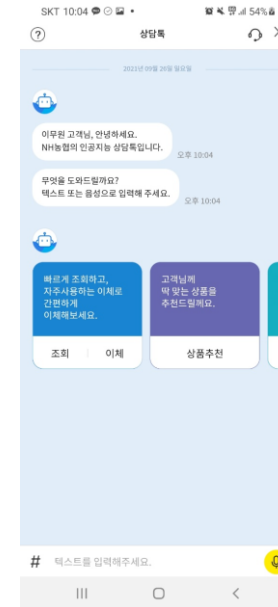 SKT 10:04
54%
상담톡
2021년 09월 26일 일요일
이무원 고객님, 안녕하세요.
NH농협의 인공지능 상담톡입니다.
오후 10:04
무엇을 도와드릴까요?
텍스트 또는 음성으로 입력해 주세요.
오후 10:04
빠르게 조회하고,
자주사용하는 이체로
간편하게
이체해보세요.
조회 이체
고객님께
딱 맞는 상품을
추천드릴께요.
상품추천
# 텍스트를 입력해주세요.